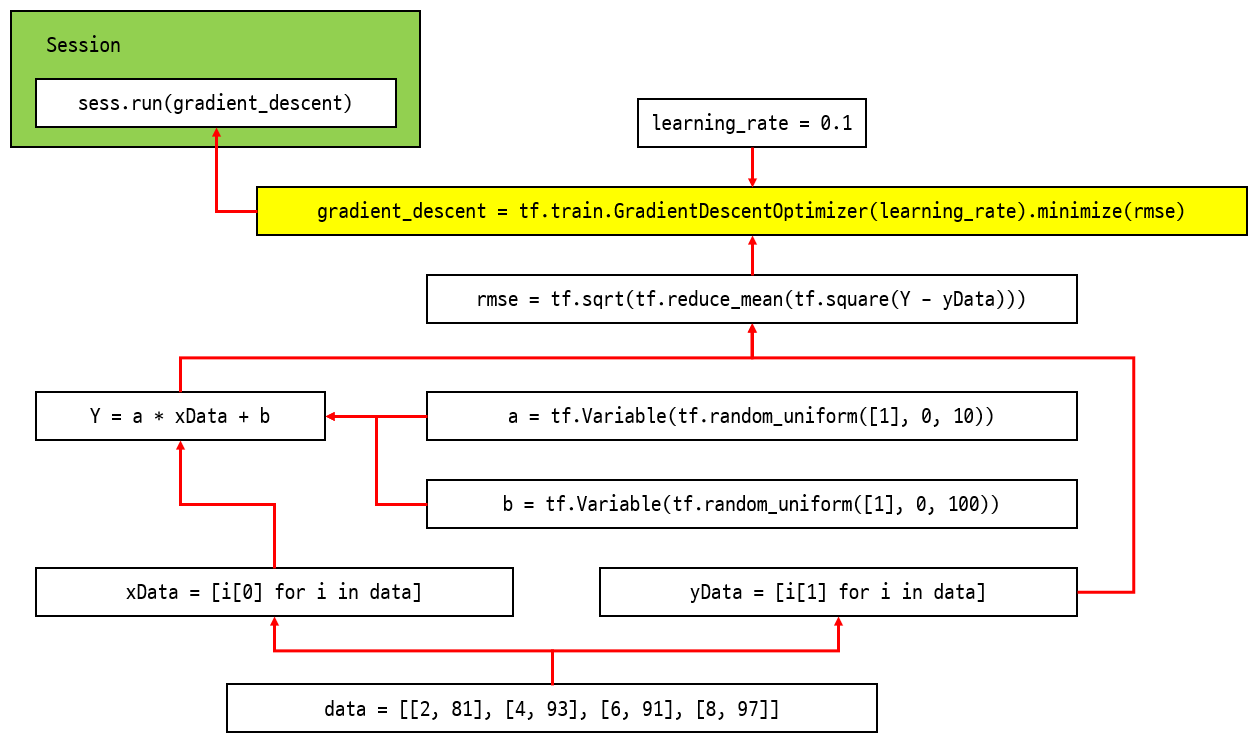 Session
sess.run(gradient_descent)
learning_rate = 0.1
gradient_descent = tf.train.GradientDescentOptimizer(learning_rate).minimize(rmse)
rmse = tf.sqrt(tf.reduce_mean(tf.square(Y – yData)))
Y = a * xData + b
a = tf.Variable(tf.random_uniform([1], 0, 10))
b = tf.Variable(tf.random_uniform([1], 0, 100))
xData = [i[0] for i in data]
yData = [i[1] for i in data]
data = [[2, 81], [4, 93], [6, 91], [8, 97]]